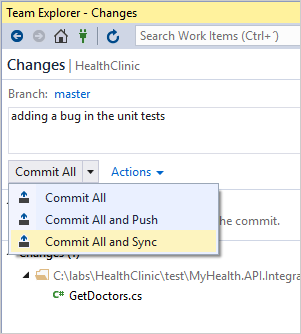 Team Explorer - Changes
Search Work Items (Ctrl+´)
Changes | HealthClinic
Branch: master
adding a bug in the unit tests
Commit All
Actions
Commit All
Commit All and Push
the commit.
Commit All and Sync
Changes (1)
C:\labs\HealthClinic\test\MyHealth.API.Integra
GetDoctors.cs